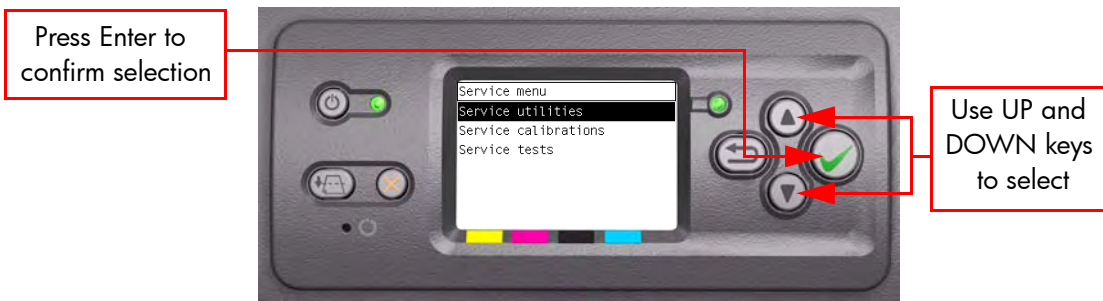 Press Enter to
confirm selection
Service menu
Service utilities
Service calibrations
Service tests
Use UP and
DOWN keys
to select